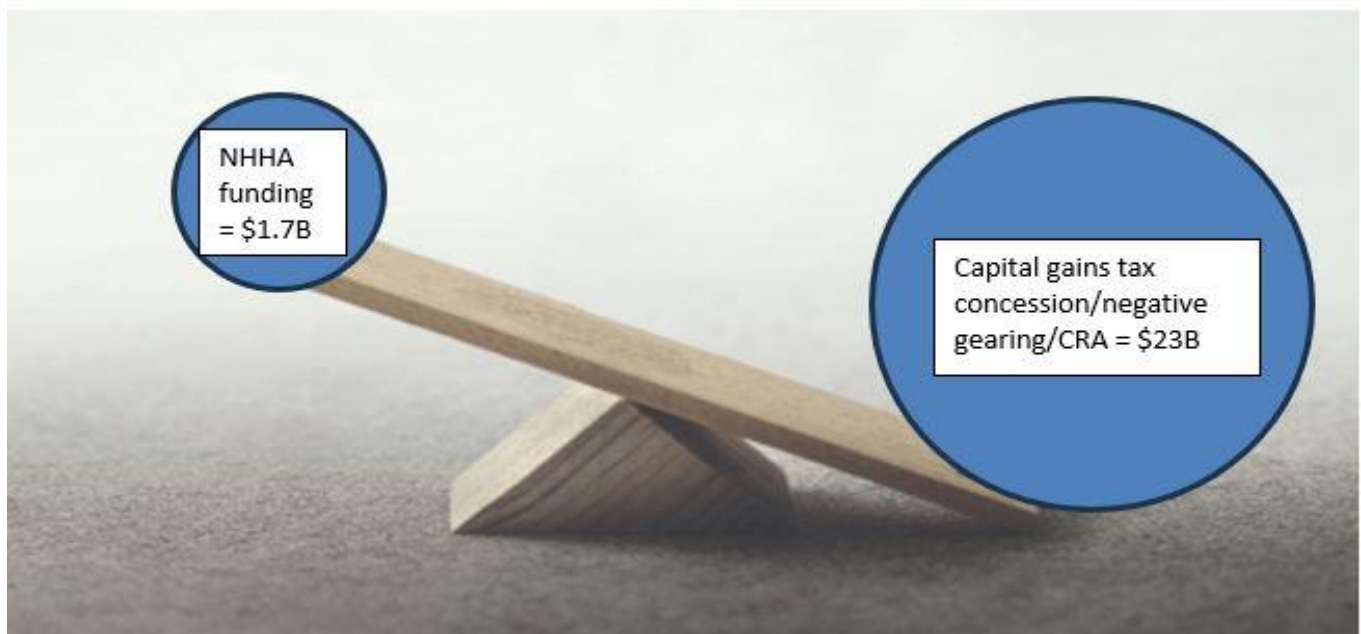 NHHA
funding
= $1.7B
Capital gains tax
concession/negative
gearing/CRA = $23B